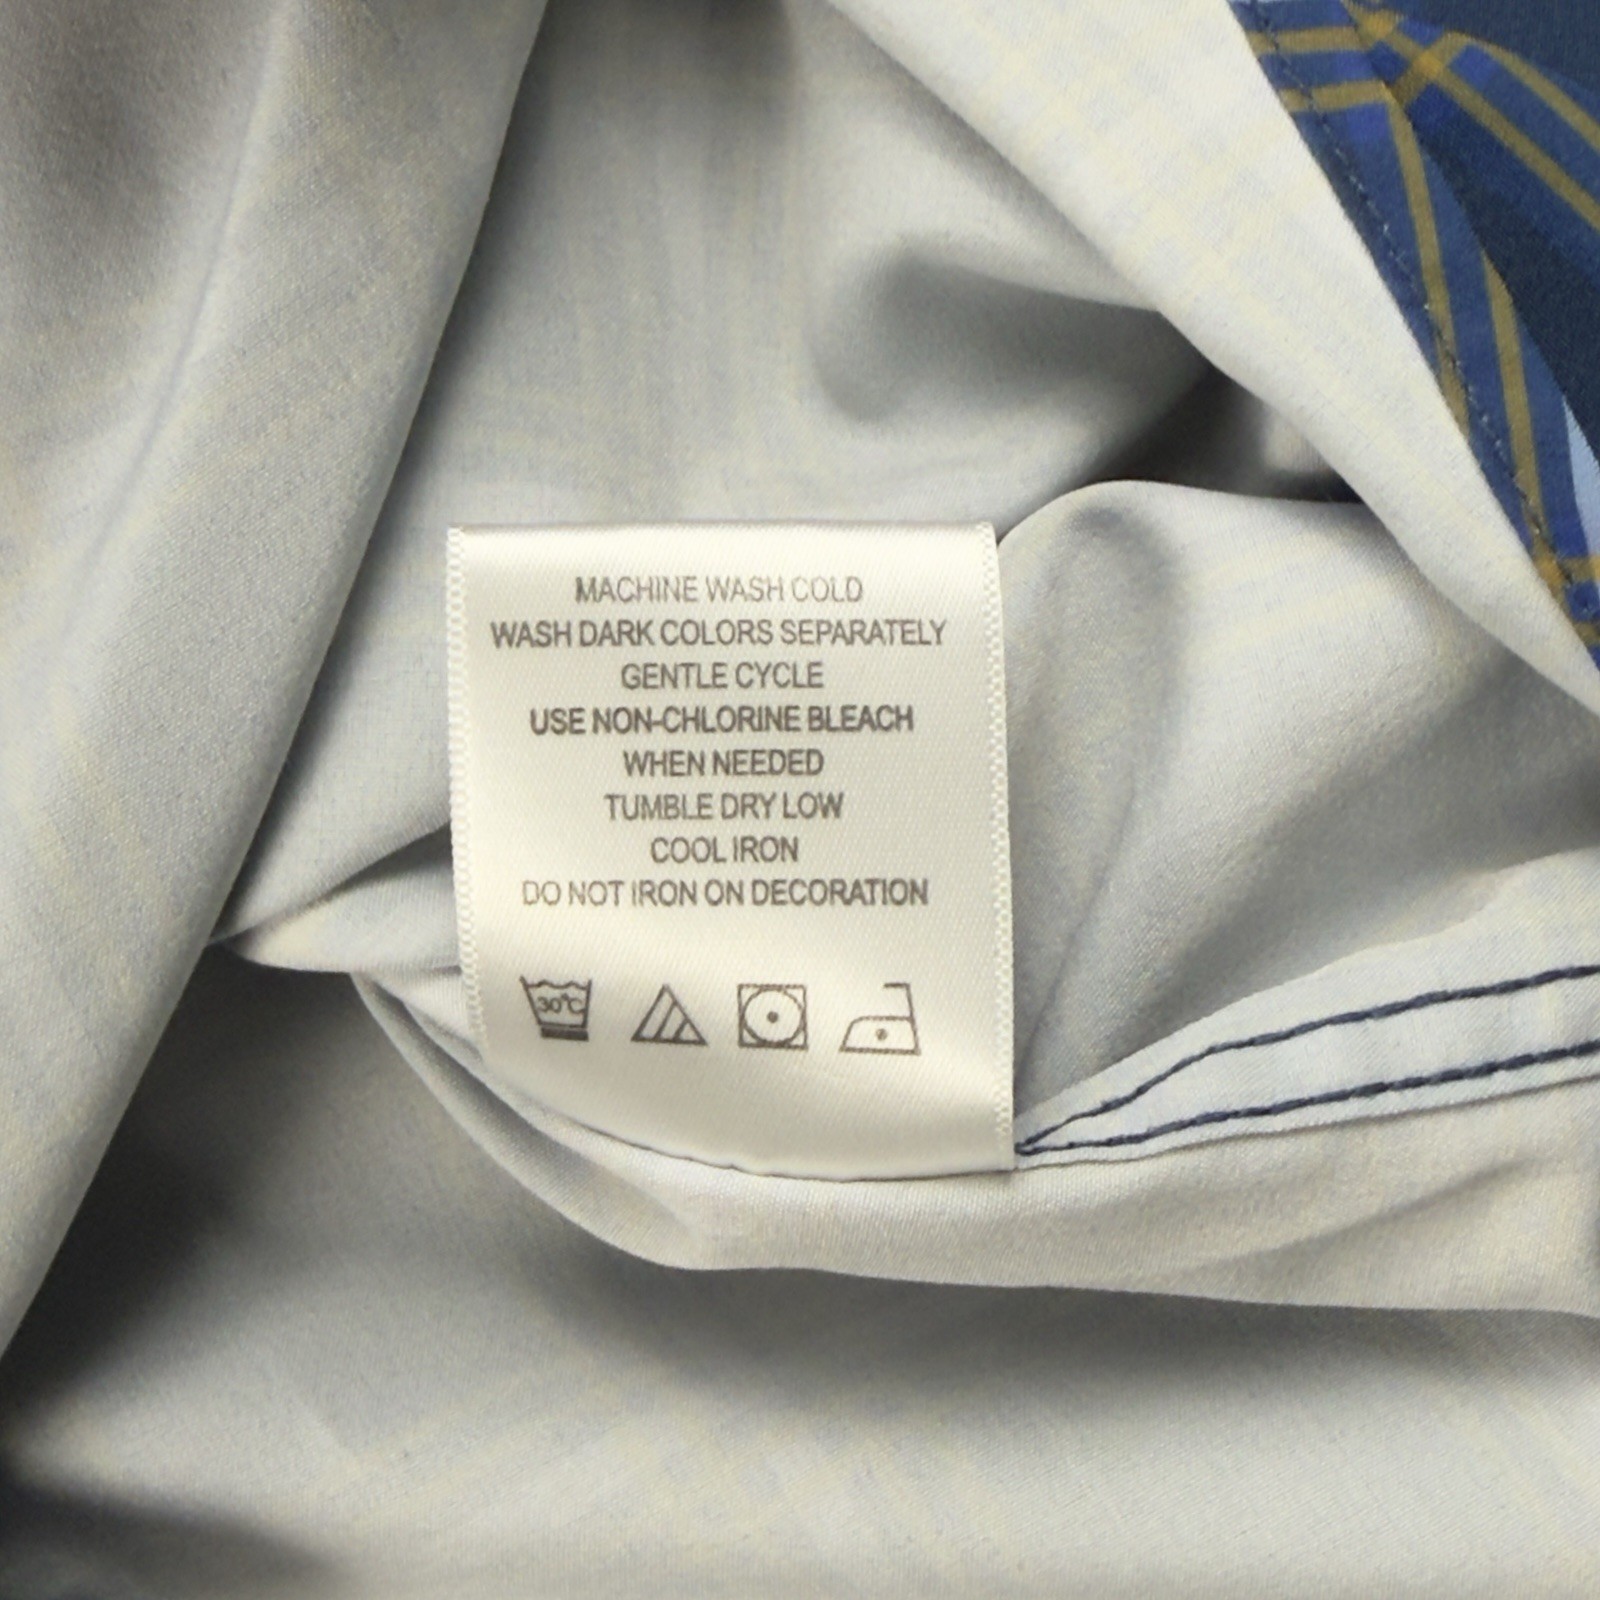 MACHINE WASH COLD
WASH DARK COLORS SEPARATELY
GENTLE CYCLE
USE NON-CHLORINE BLEACH
WHEN NEEDED
TUMBLE DRY LOW
COOL IRON
DO NOT IRON ON DECORATION
30°C